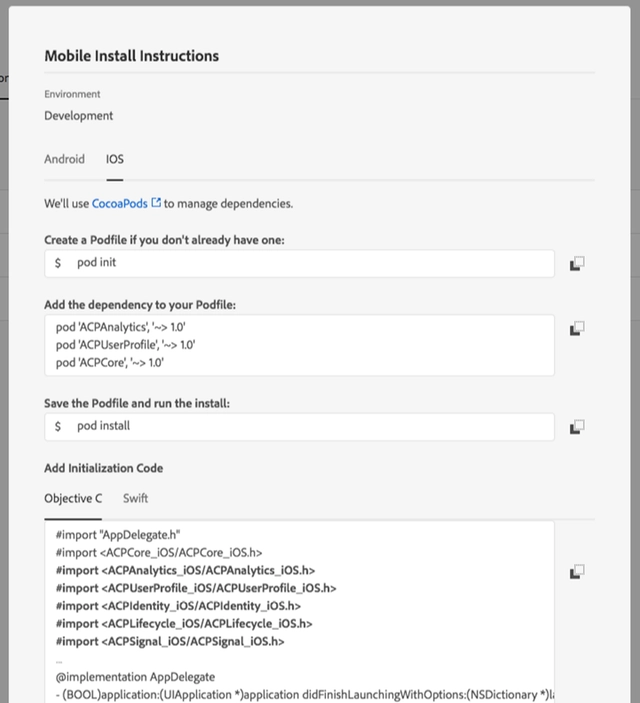 Mobile Install Instructions
Environment
Development
Android IOS
We'll use CocoaPods to manage dependencies.
Create a Podfile if you don't already have one:
$ pod init
Add the dependency to your Podfile:
pod 'ACPAnalytics', '~> 1.0'
pod 'ACPUserProfile', '~> 1.0'
pod 'ACPCore', '~> 1.0'
Save the Podfile and run the install:
$ pod install
Add Initialization Code
Objective C Swift
#import "AppDelegate.h"
#import <ACPCore_iOS/ACPCore_iOS.h>
#import <ACPAnalytics_iOS/ACPAnalytics_iOS.h>
#import <ACPUserProfile_iOS/ACPUserProfile_iOS.h>
#import <ACPIdentity_iOS/ACPIdentity_iOS.h>
#import <ACPLifecycle_iOS/ACPLifecycle_iOS.h>
#import <ACPSignal_iOS/ACPSignal_iOS.h>
...
@implementation AppDelegate
- (BOOL)application:(UIApplication *)application didFinishLaunchingWithOptions:(NSDictionary *)l